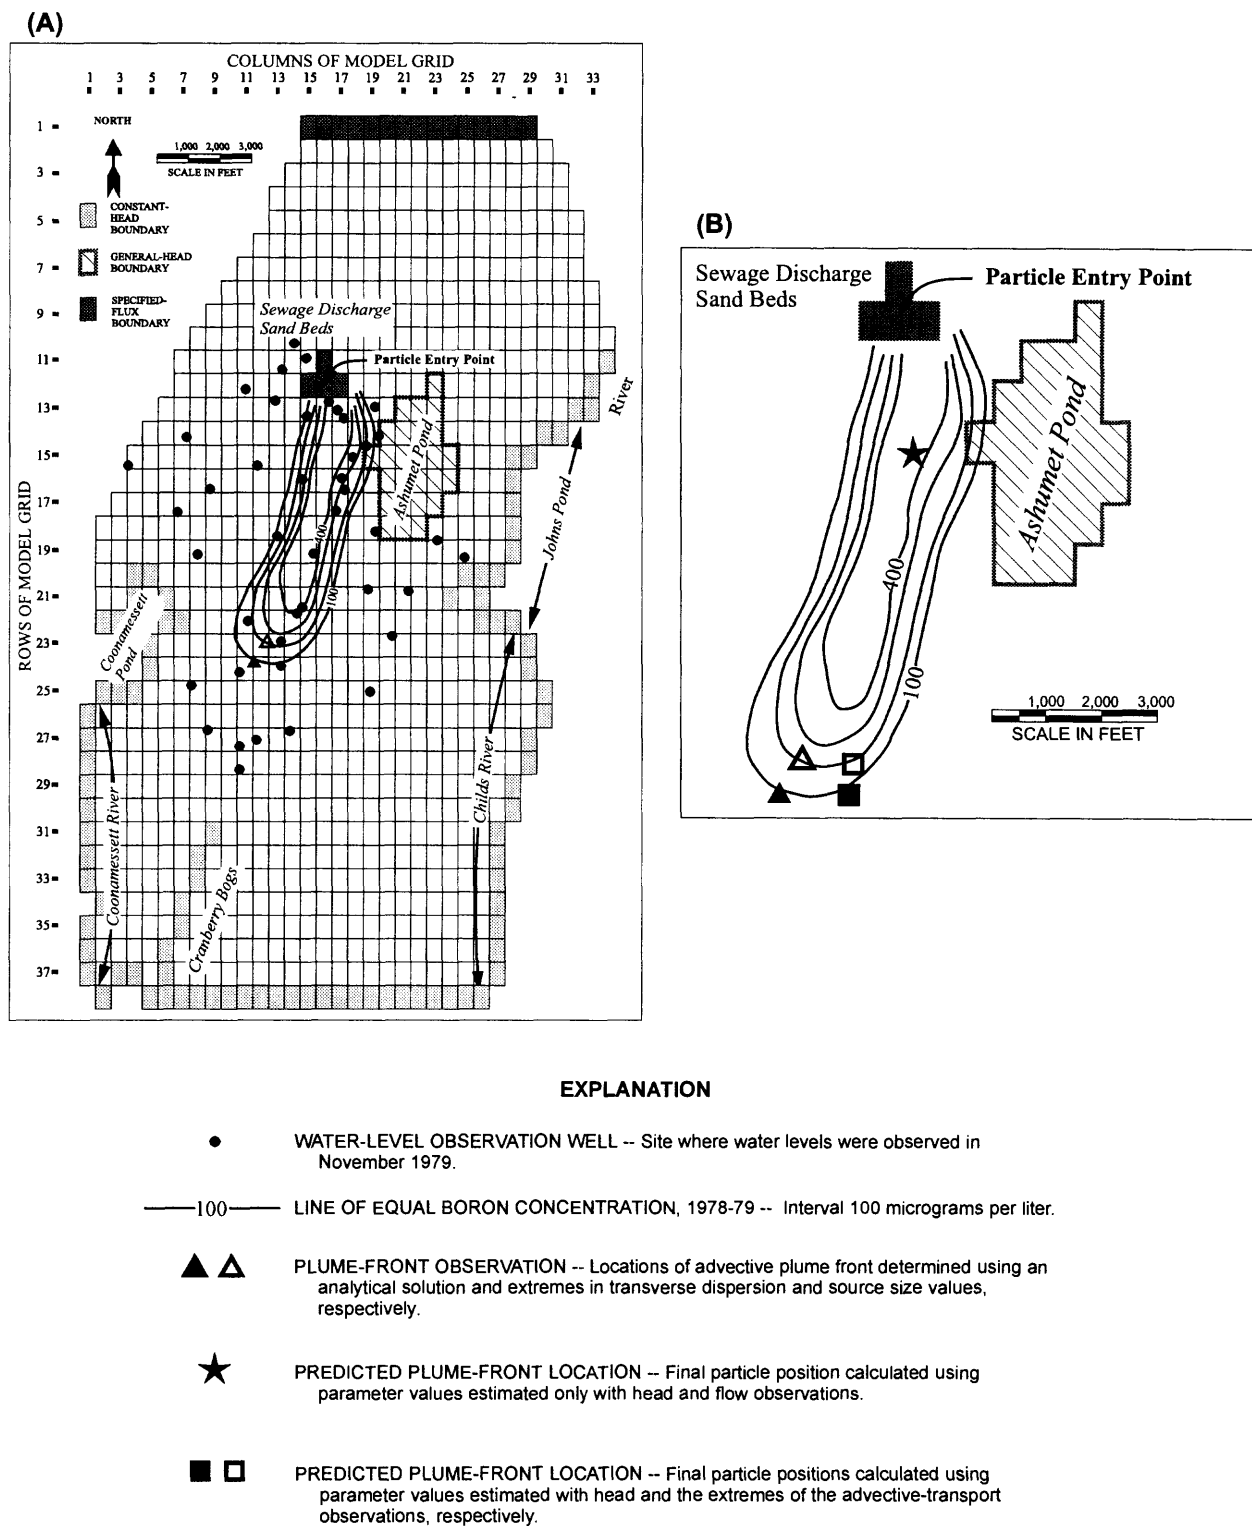 (A)
COLUMNS OF MODEL GRID
1 3 5 7 9 11 13 15 17 19 21 23 25 27 29 31 33
ROWS OF MODEL GRID
1
3
5
7
9
11
13
15
17
19
21
23
25
27
29
31
33
35
37
NORTH
1,000 2,000 3,000
SCALE IN FEET
CONSTANT-
HEAD
BOUNDARY
GENERAL-HEAD
BOUNDARY
SPECIFIED-
FLUX
BOUNDARY
Sewage Discharge
Sand Beds
Particle Entry Point
River
Ashumet Pond
Johns Pond
400
100
Coonamessett
Pond
Coonamessett River
Childs River
Cranberry Bogs
(B)
Sewage Discharge
Sand Beds
Particle Entry Point
Ashumet Pond
400
100
1,000 2,000 3,000
SCALE IN FEET
EXPLANATION
WATER-LEVEL OBSERVATION WELL -- Site where water levels were observed in
November 1979.
100 LINE OF EQUAL BORON CONCENTRATION, 1978-79 -- Interval 100 micrograms per liter.
PLUME-FRONT OBSERVATION -- Locations of advective plume front determined using an
analytical solution and extremes in transverse dispersion and source size values,
respectively.
PREDICTED PLUME-FRONT LOCATION -- Final particle position calculated using
parameter values estimated only with head and flow observations.
PREDICTED PLUME-FRONT LOCATION -- Final particle positions calculated using
parameter values estimated with head and the extremes of the advective-transport
observations, respectively.